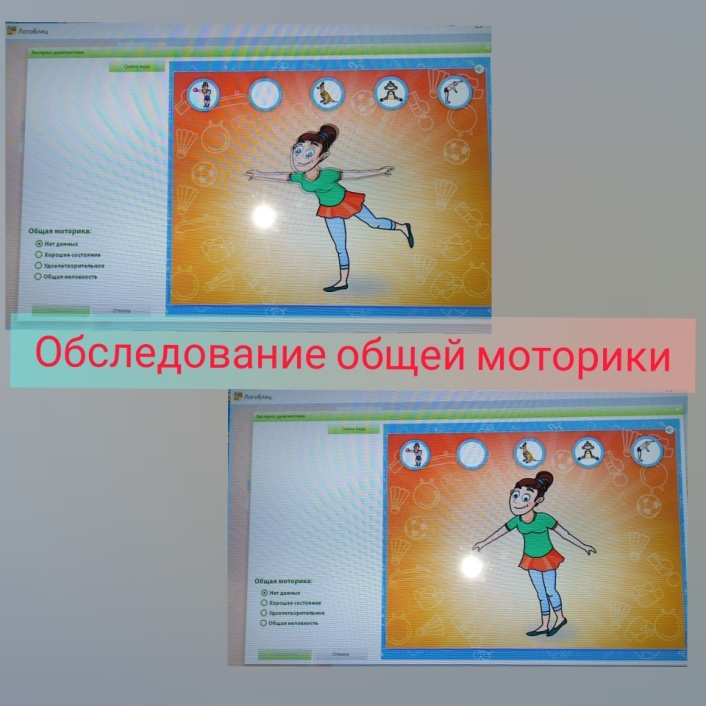 ЛогоБлиц
Экспресс-диагностика
Смена вида
Общая моторика:
Нет данных
Хорошее состояние
Удовлетворительное
Общая неловкость
Отмена
Обследование общей моторики
ЛогоБлиц
Экспресс-диагностика
Смена вида
Общая моторика:
Нет данных
Хорошее состояние
Удовлетворительное
Общая неловкость
Отмена